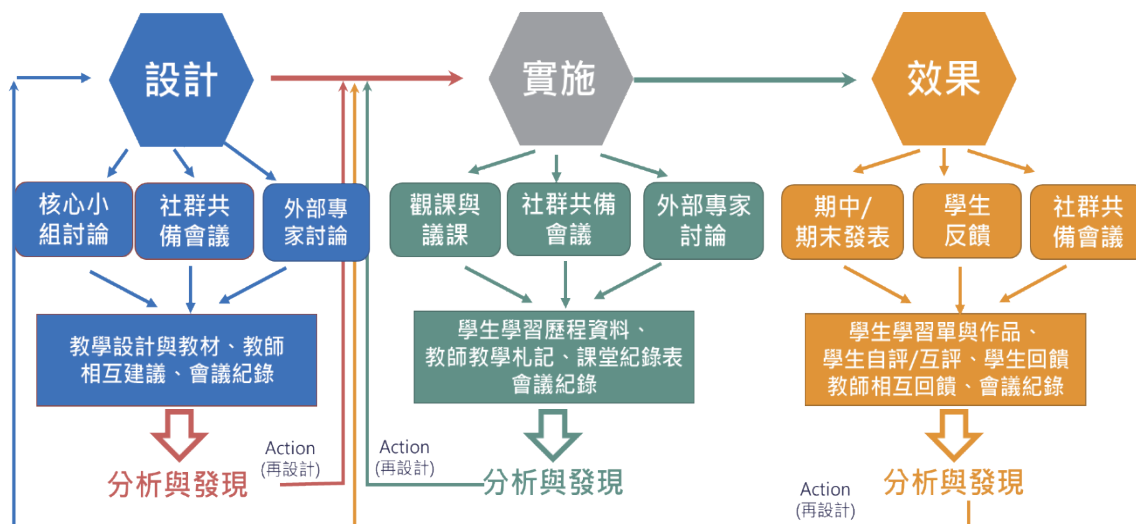 設計
實施
效果
核心小
組討論
社群共
備會議
外部專
家討論
觀課與
議課
社群共備
會議
外部專家
討論
期中/
期末發表
學生
反饋
社群共
備會議
教學設計與教材、教師
相互建議、會議紀錄
學生學習歷程資料、
教師教學札記、課堂紀錄表
會議紀錄
學生學習單與作品、
學生自評/互評、學生回饋
教師相互回饋、會議紀錄
Action
(再設計)
Action
(再設計)
分析與發現
分析與發現
分析與發現
Action
(再設計)